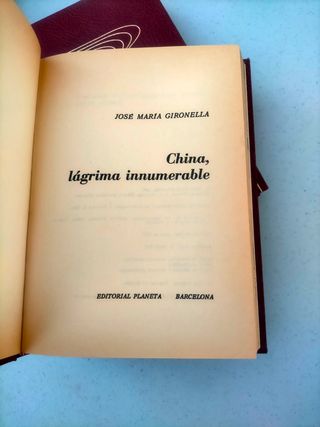 JOSÉ MARÍA GIRONELLA
China,
lágrima innumerable
EDITORIAL PLANETA BARCELONA